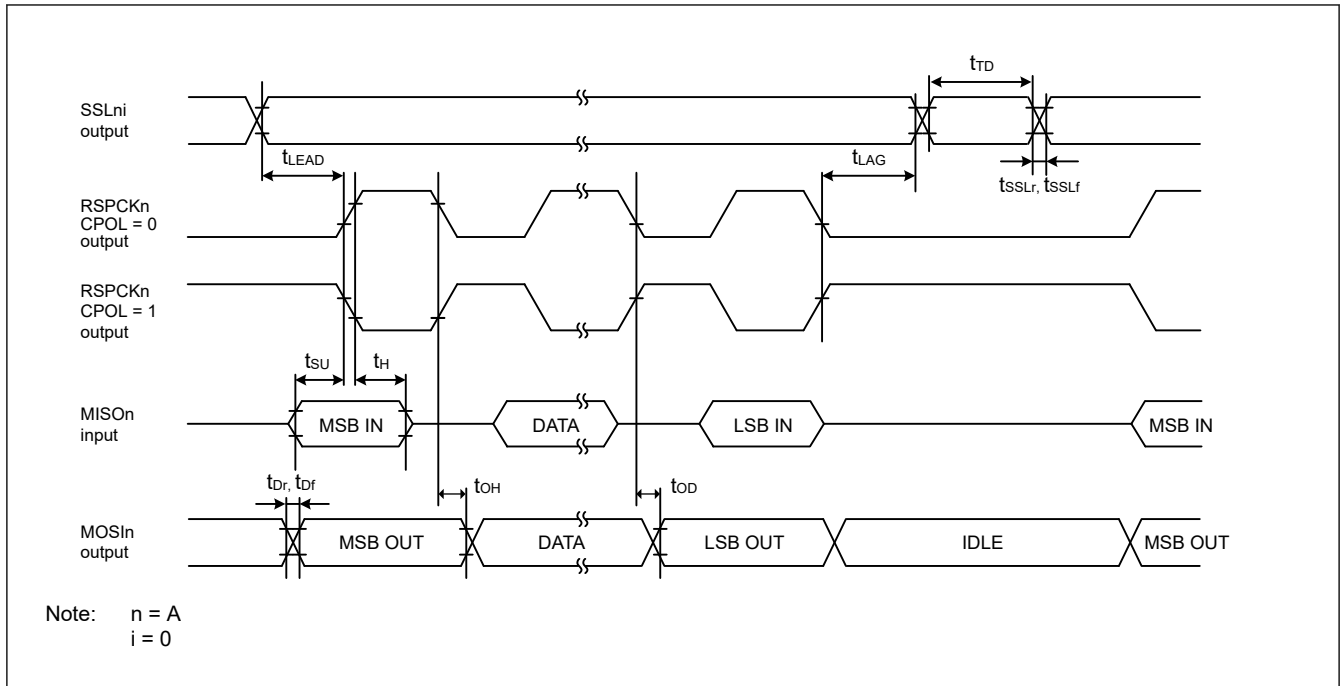 tTD
SSLni
output
tLEAD
tLAG
tSSLr, tSSLf
RSPCKn
CPOL = 0
output
RSPCKn
CPOL = 1
output
tSU
tH
MISOn
input
MSB IN
DATA
LSB IN
MSB IN
tDr, tDf
tOH
tOD
MOSIn
output
MSB OUT
DATA
LSB OUT
IDLE
MSB OUT
Note: n = A
i = 0